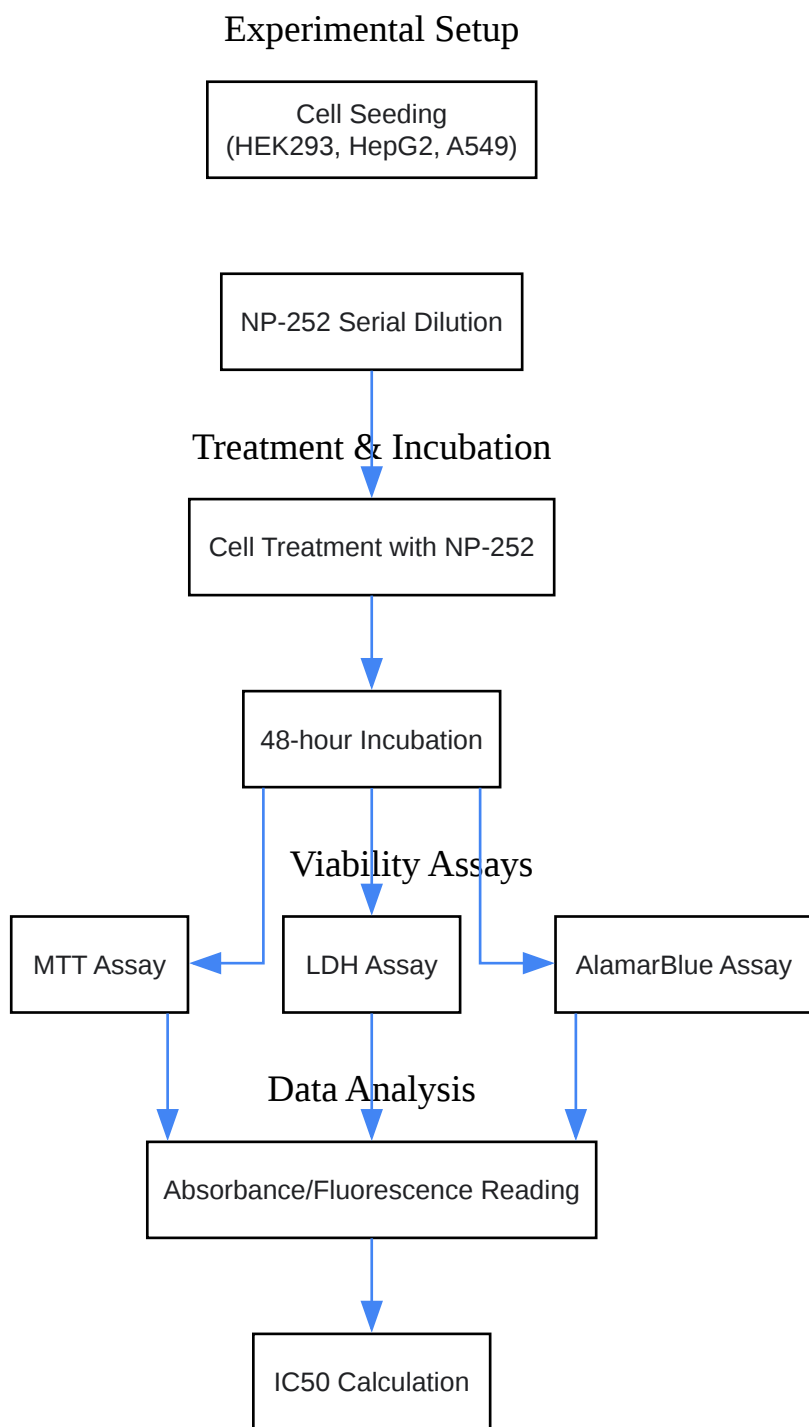 Experimental Setup
Cell Seeding
(HEK293, HepG2, A549)
NP-252 Serial Dilution
Treatment & Incubation
Cell Treatment with NP-252
48-hour Incubation
Viability Assays
MTT Assay
LDH Assay
AlamarBlue Assay
Data Analysis
Absorbance/Fluorescence Reading
IC50 Calculation